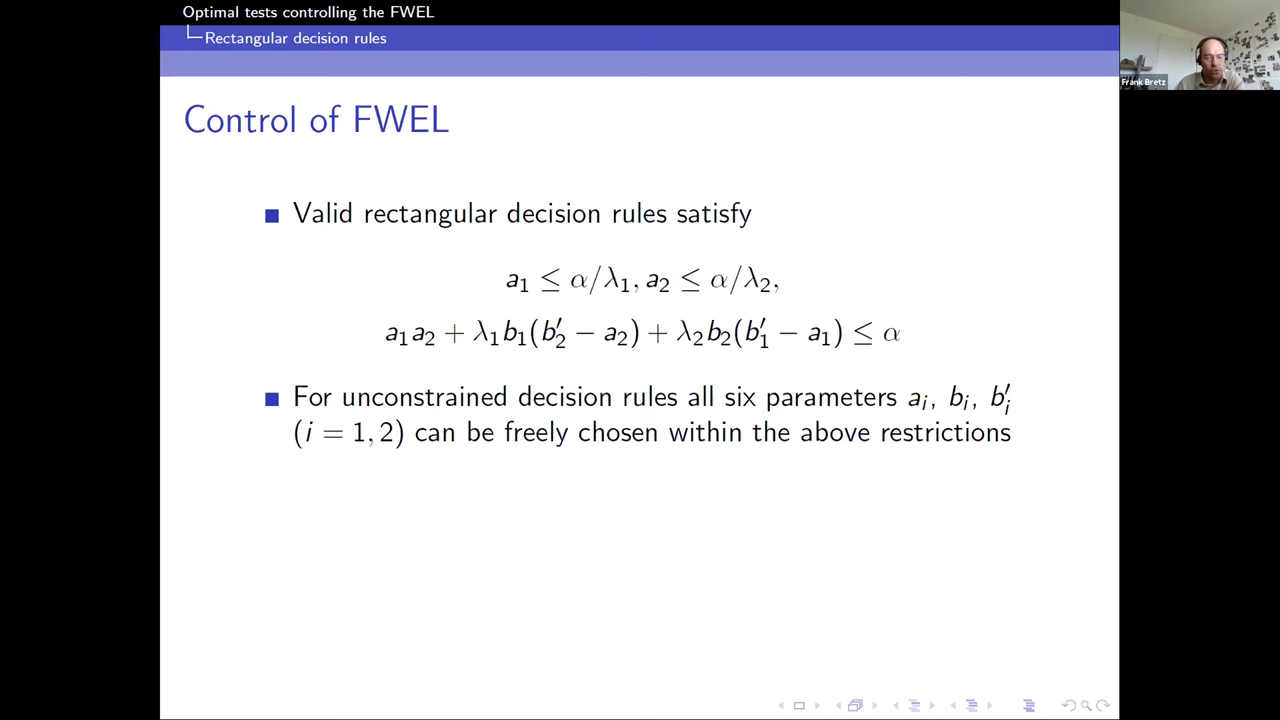 Optimal tests controlling the FWEL
Rectangular decision rules
Frank Bretz
Control of FWEL
Valid rectangular decision rules satisfy
a₁ ≤ α/λ₁, a₂ ≤ α/λ₂,
a₁a₂ + λ₁b₁(b′₂ − a₂) + λ₂b₂(b′₁ − a₁) ≤ α
For unconstrained decision rules all six parameters aᵢ, bᵢ, b′ᵢ
(i = 1, 2) can be freely chosen within the above restrictions